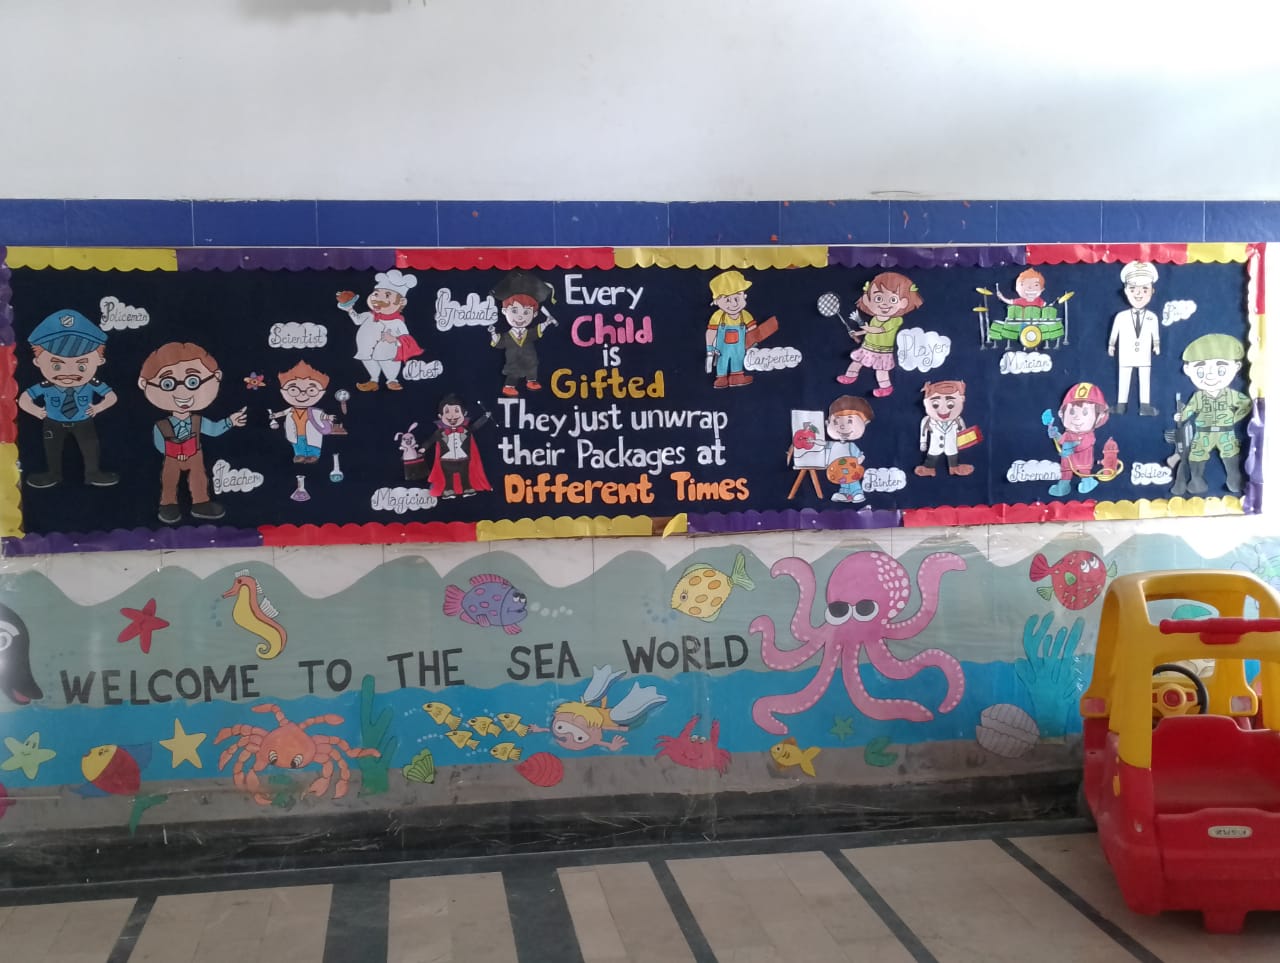 Policeman
Teacher
Scientist
Chef
Magician
Graduate
Every
Child
is
Gifted
They just unwrap
their Packages at
Different Times
Carpenter
Player
Painter
Fireman
Soldier
WELCOME TO THE SEA WORLD